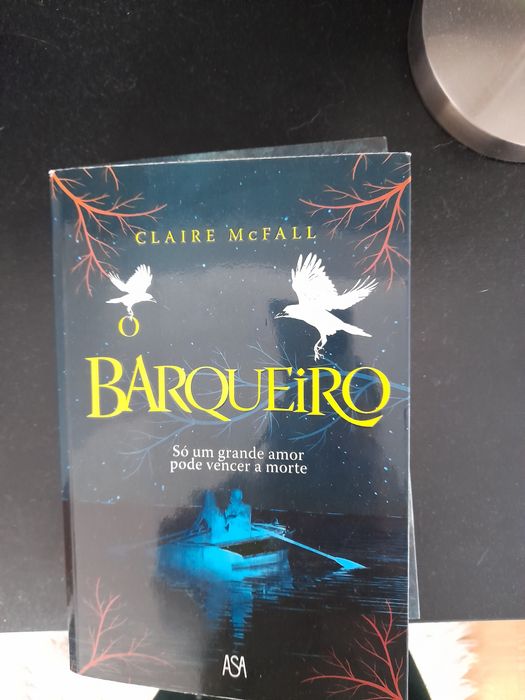 CLAIRE McFALL
O
BARQUEiRO
Só um grande amor
pode vencer a morte
ASA